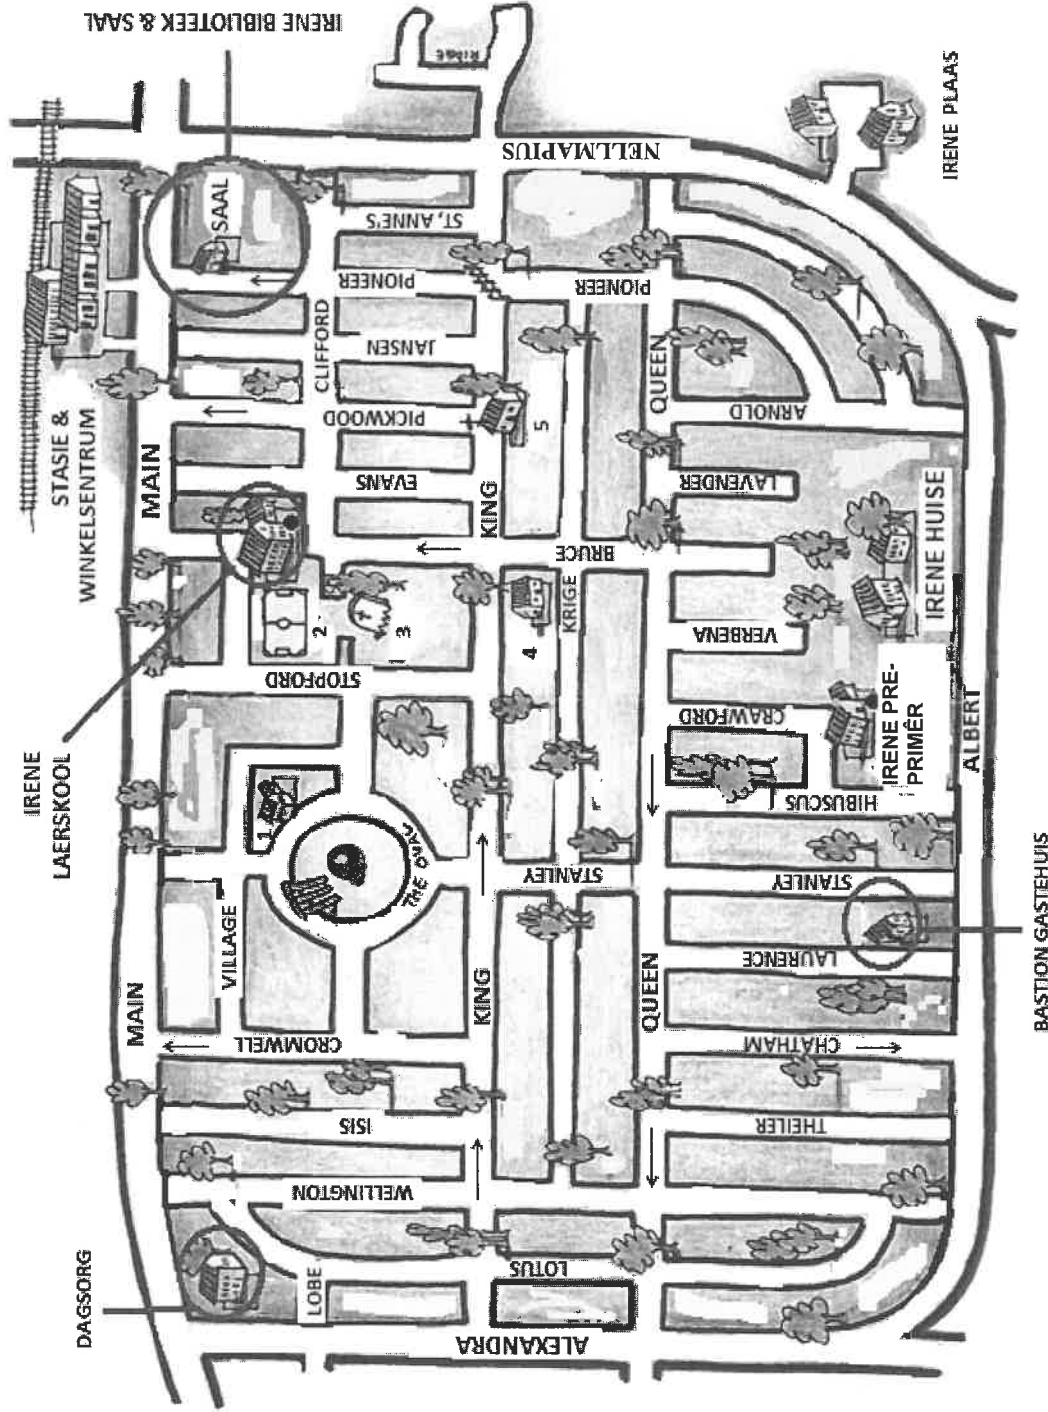 IRENE BIBLIOTEEK & SAAL
RIDGE
IRENE PLAAS
NELLMAPIUS
STASIE &
WINKELSENTRUM
SAAL
ST, ANNE'S
PIONEER
CLIFFORD
JANSEN
PICKWOOD
EVANS
MAIN
KING
PIONEER
QUEEN
ARNOLD
LAVENDER
5
BRUCE
KRIGE
4
VERBENA
IRENE HUISE
IRENE
LAERSKOOL
2
3
STOPFORD
CRAWFORD
IRENE PRE-
PRIMÊR
ALBERT
HIBUSCUS
1
THE OVAL
STANLEY
STANLEY
VILLAGE
LAURENCE
BASTION GASTEHUIS
MAIN
KING
QUEEN
CROMWELL
CHATHAM
ISIS
THEILER
WELLINGTON
DAGSORG
LOBE
LOTUS
ALEXANDRA